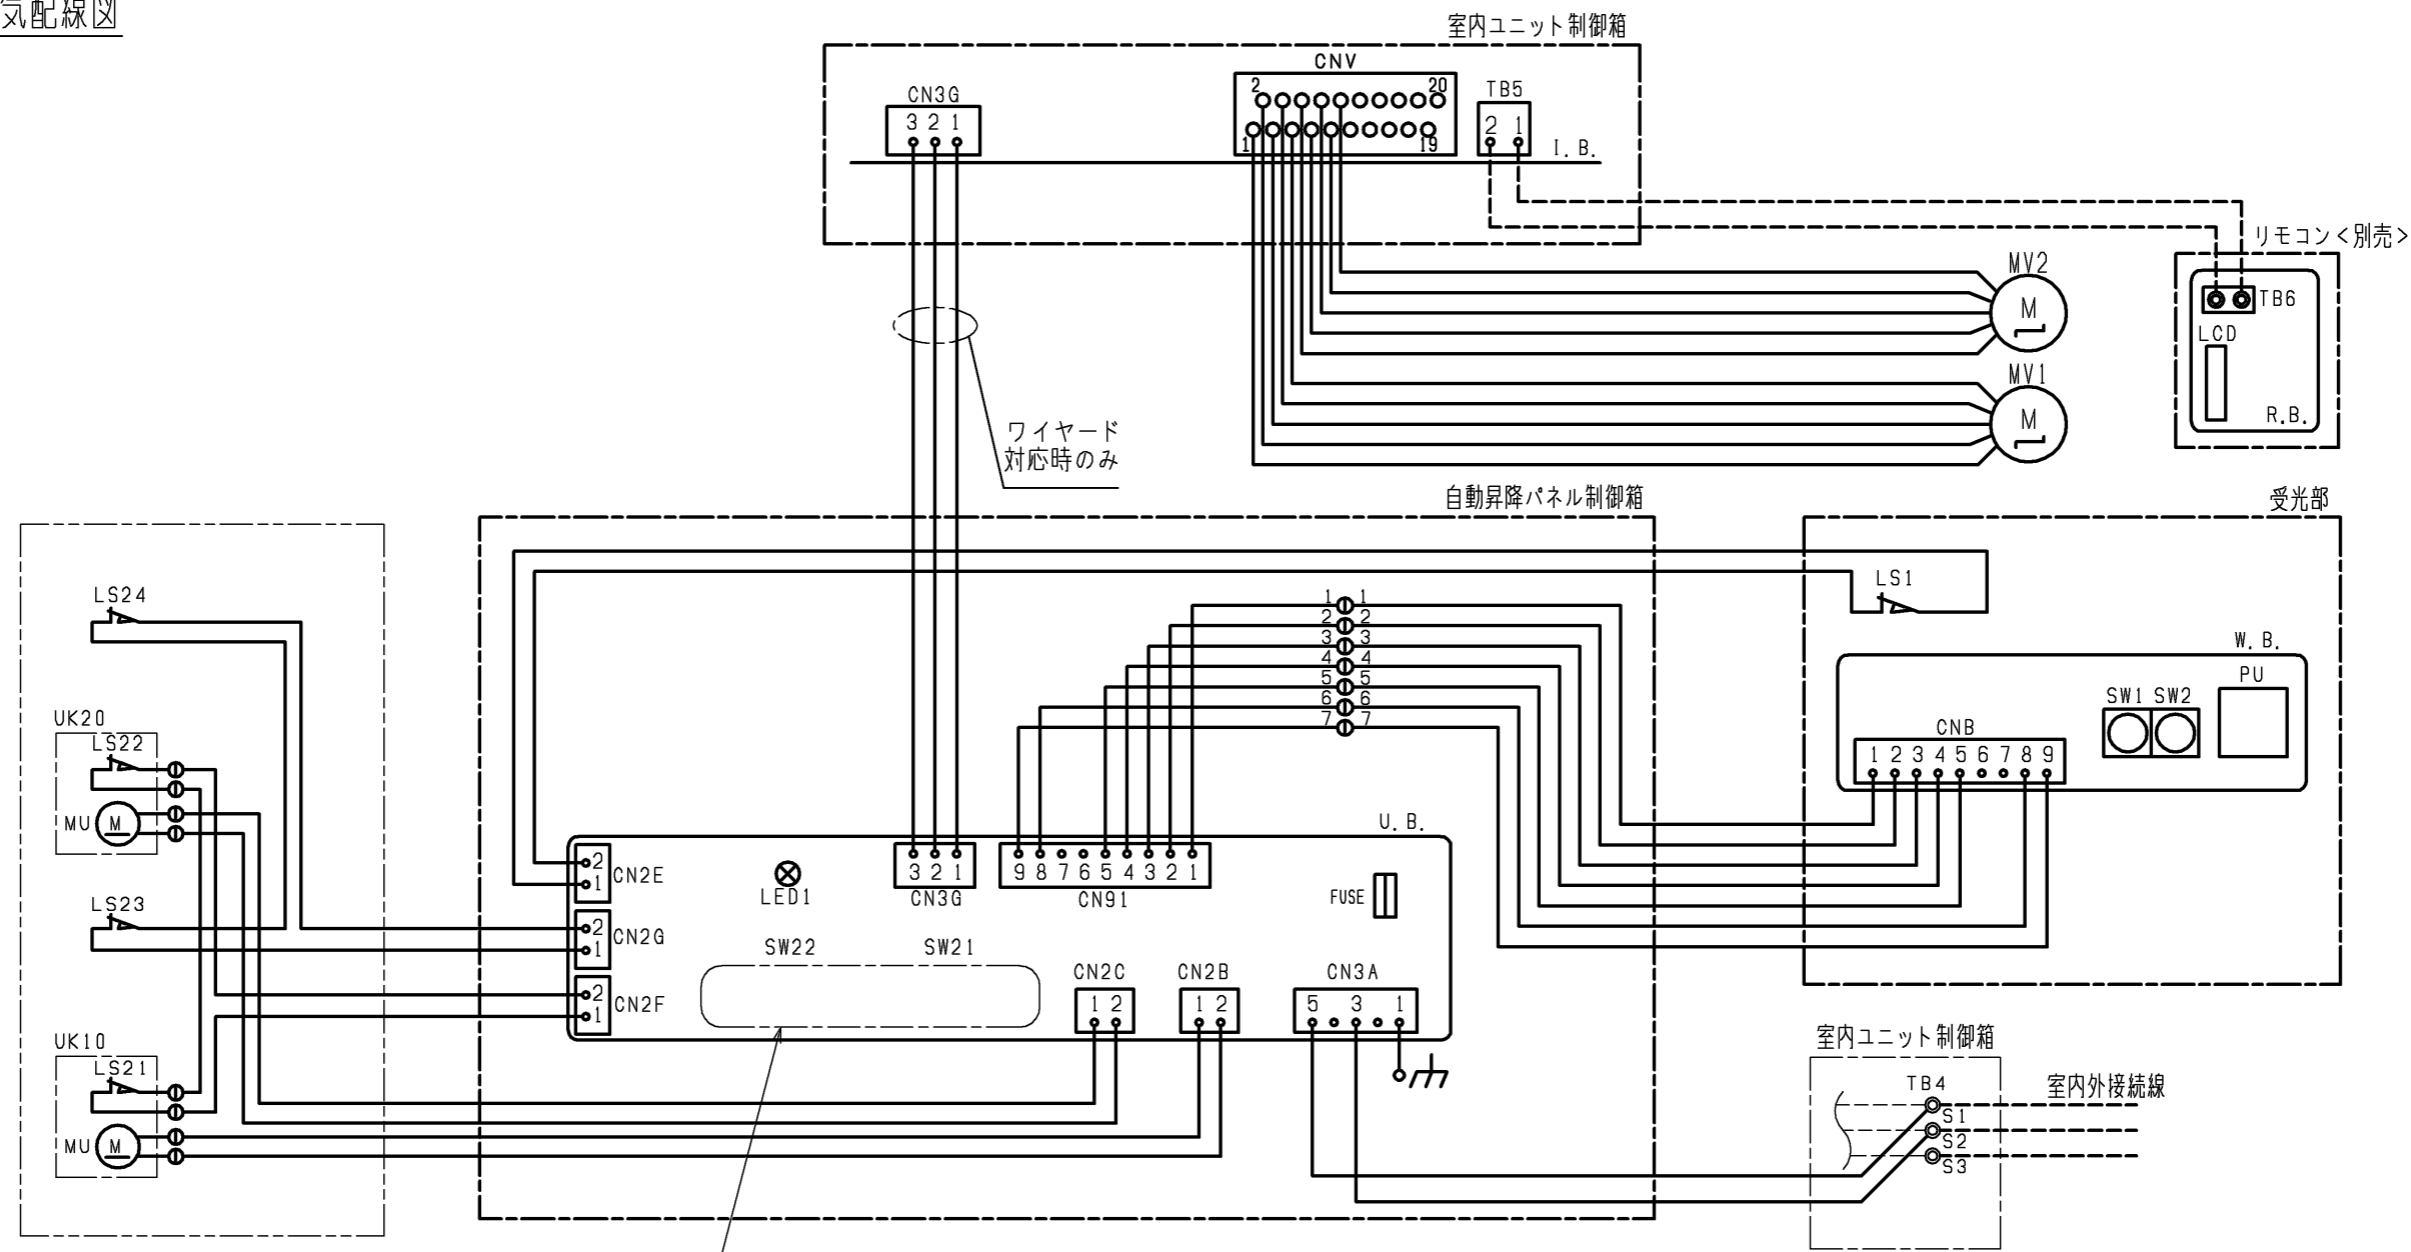 気配線図
室内ユニット制御箱
CNV
2 20
1 19
CN3G
3 2 1
TB5
2 1
I.B.
リモコン<別売>
MV2
M
TB6
LCD
R.B.
MV1
M
ワイヤード
対応時のみ
自動昇降パネル制御箱
受光部
LS24
LS1
1 1
2 2
3 3
4 4
5 5
6 6
7 7
W.B.
PU
SW1 SW2
CNB
1 2 3 4 5 6 7 8 9
UK20
LS22
MU M
U.B.
2
1
CN2E
LED1
3 2 1
CN3G
9 8 7 6 5 4 3 2 1
CN91
FUSE
LS23
2
1
CN2G
SW22 SW21
CN2C
1 2
CN2B
1 2
CN3A
5 3 1
2
1
CN2F
UK10
LS21
MU M
室内ユニット制御箱
TB4
室内外接続線
S1
S2
S3